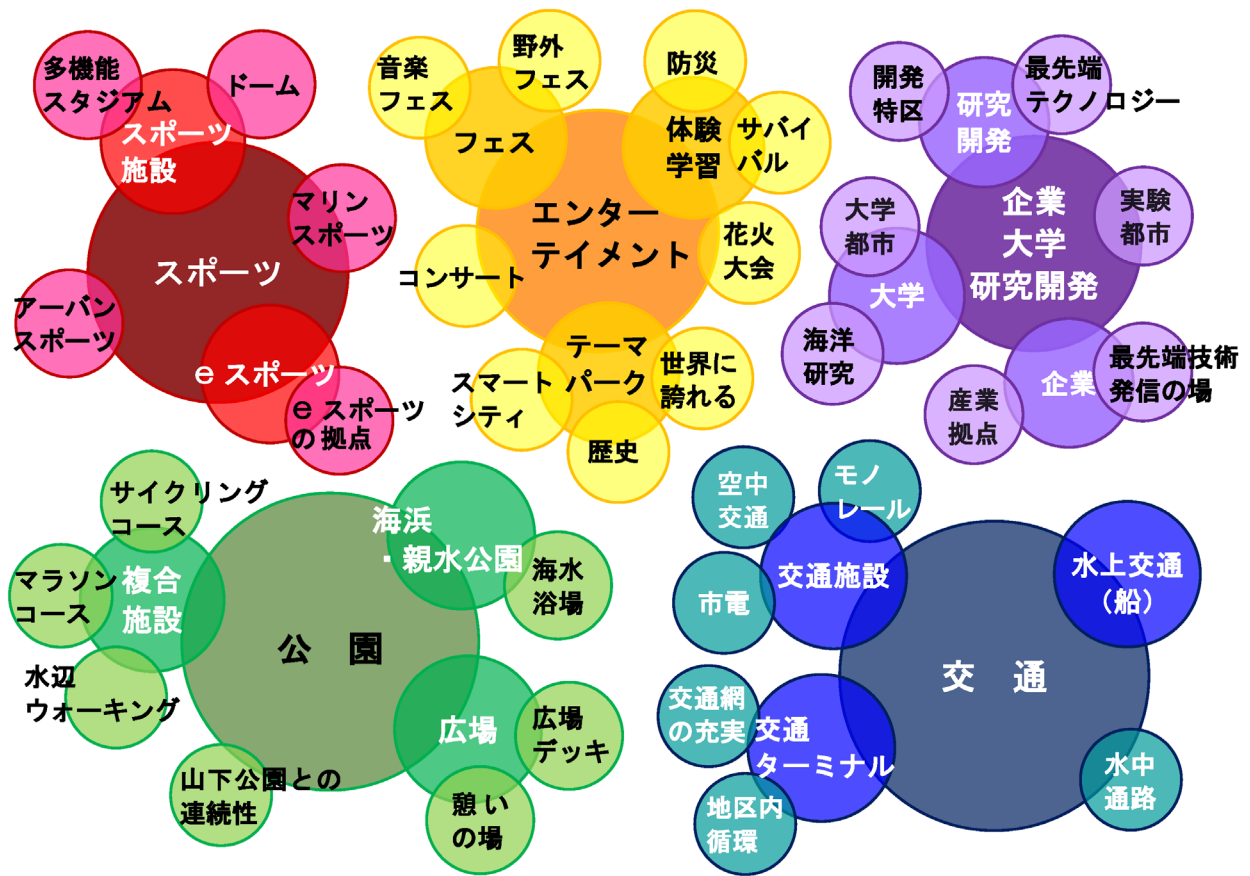 多機能
スタジアム
ドーム
スポーツ
施設
マリン
スポーツ
スポーツ
アーバン
スポーツ
e スポーツ
e スポーツ
の拠点
音楽
フェス
野外
フェス
防災
フェス
体験
学習
サバイ
バル
エンター
テイメント
花火
大会
コンサート
テーマ
パーク
世界に
誇れる
スマート
シティ
歴史
開発
特区
研究
開発
最先端
テクノロジー
企業
大学
研究開発
実験
都市
大学
都市
大学
海洋
研究
企業
最先端技術
発信の場
産業
拠点
サイクリング
コース
海浜
・親水公園
マラソン
コース
複合
施設
海水
浴場
公　園
水辺
ウォーキング
広場
広場
デッキ
山下公園との
連続性
憩い
の場
空中
交通
モノ
レール
交通施設
水上交通
（船）
市電
交　通
交通網
の充実
交通
ターミナル
水中
通路
地区内
循環